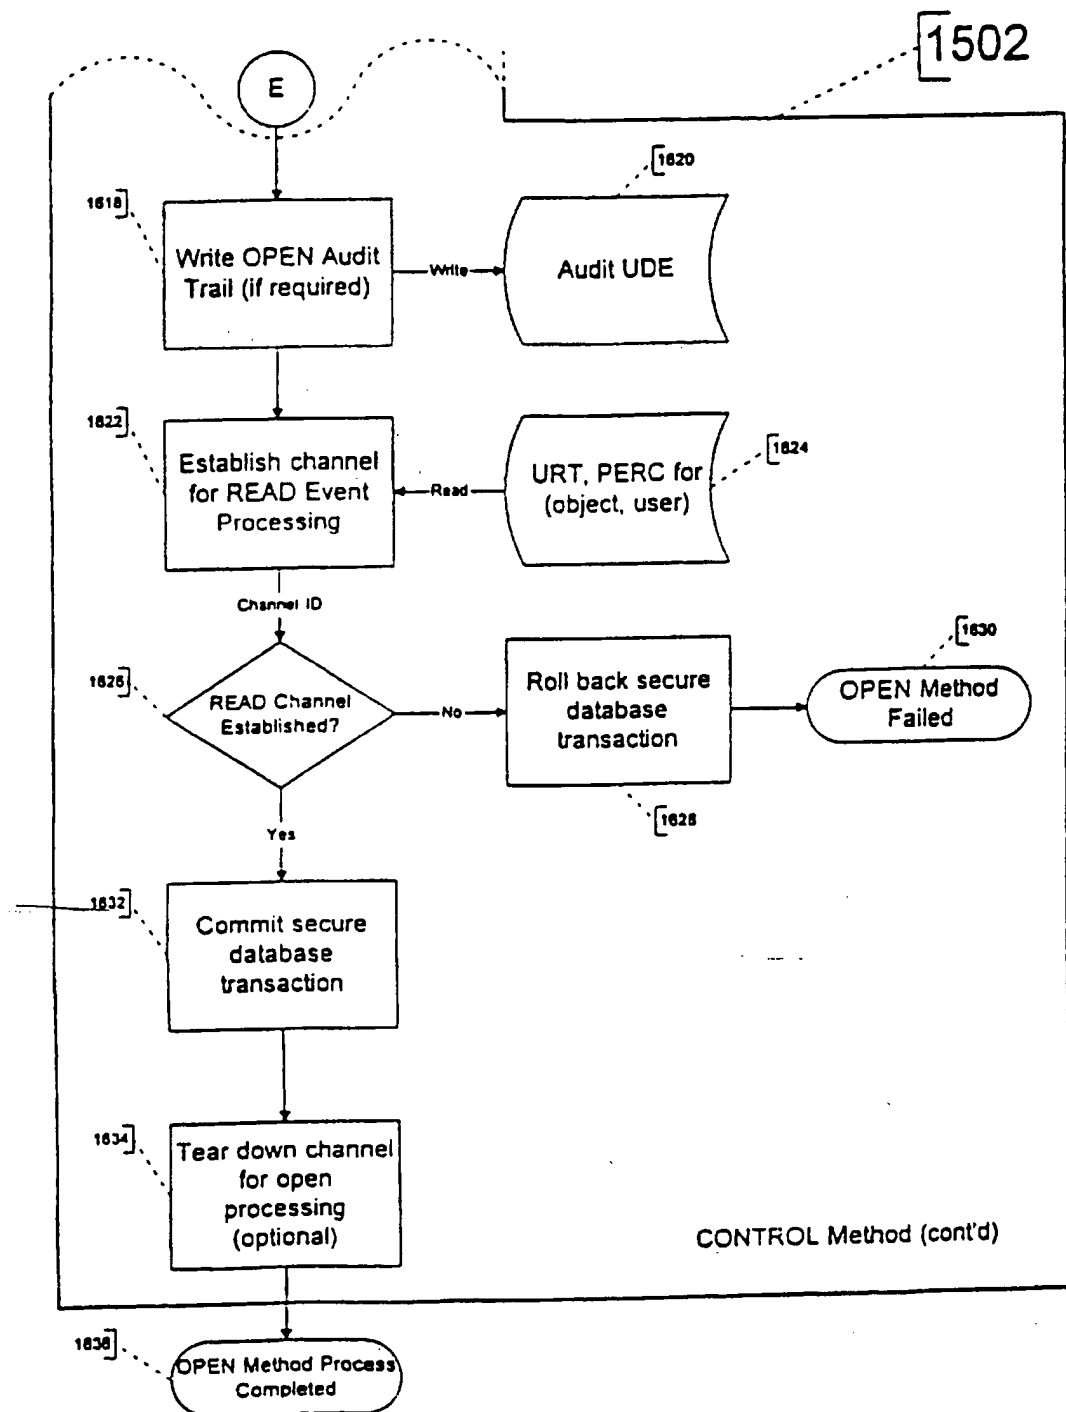 1502
E
1618
Write OPEN Audit
Trail (if required)
Write
1620
Audit UDE
1622
Establish channel
for READ Event
Processing
Read
URT, PERC for
(object, user)
1624
Channel ID
1626
READ Channel
Established?
No
Roll back secure
database
transaction
1628
1630
OPEN Method
Failed
Yes
1632
Commit secure
database
transaction
1634
Tear down channel
for open
processing
(optional)
CONTROL Method (cont'd)
1636
OPEN Method Process
Completed